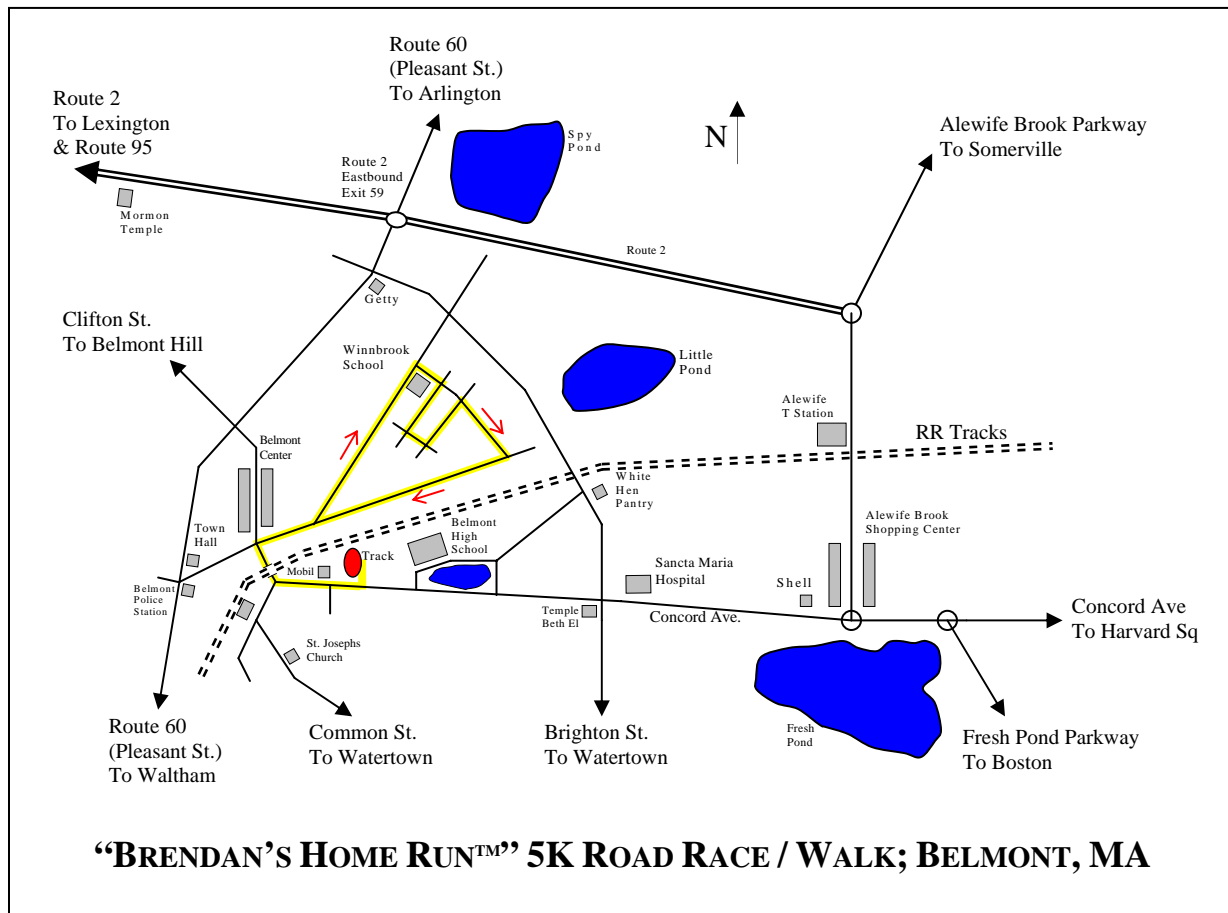 Route 60
(Pleasant St.)
To Arlington
Route 2
To Lexington
& Route 95
Spy
Pond
N
Alewife Brook Parkway
To Somerville
Route 2
Eastbound
Exit 59
Mormon
Temple
Route 2
Getty
Clifton St.
To Belmont Hill
Winnbrook
School
Little
Pond
Alewife
T Station
RR Tracks
Belmont
Center
White
Hen
Pantry
Town
Hall
Belmont
High
School
Alewife Brook
Shopping Center
Track
Mobil
Sancta Maria
Hospital
Shell
Belmont
Police
Station
Temple
Beth El
Concord Ave.
Concord Ave
To Harvard Sq
St. Josephs
Church
Route 60
(Pleasant St.)
To Waltham
Common St.
To Watertown
Brighton St.
To Watertown
Fresh
Pond
Fresh Pond Parkway
To Boston
“BRENDAN’S HOME RUN™” 5K ROAD RACE / WALK; BELMONT, MA